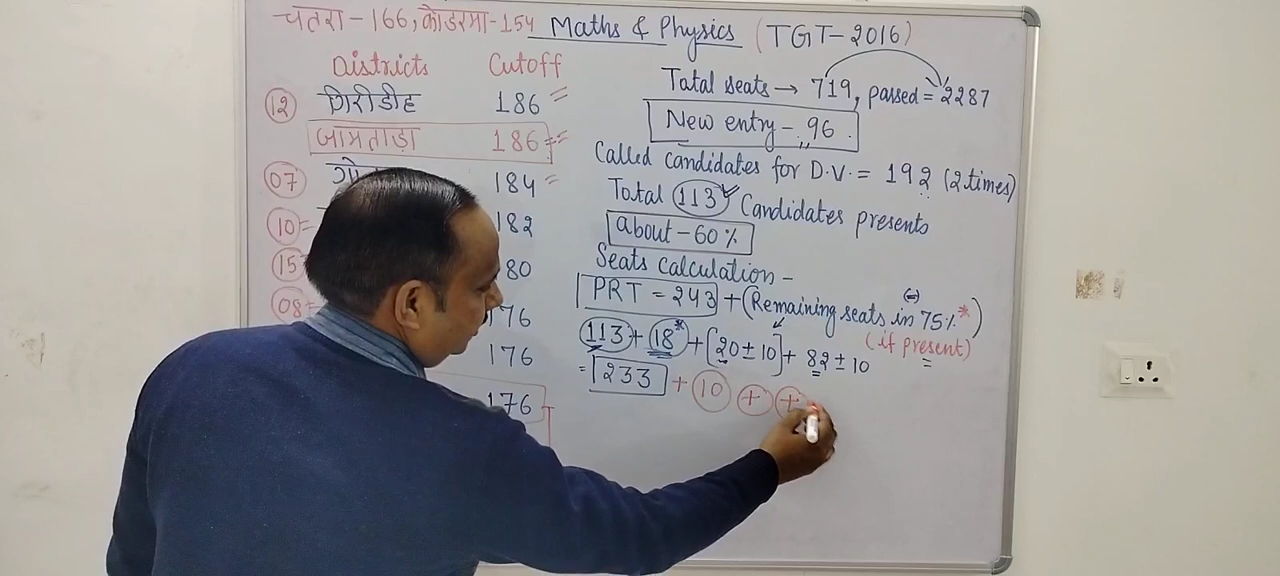 चतरा - 166, कोडरमा - 154 Maths & Physics (TGT - 2016)
Districts Cutoff
12 गिरीडीह 186
जामताड़ा 186
07 184
10 182
15 80
08 176
176
176
Total seats → 719, passed = 2287
New entry - 96
Called candidates for D.V. = 192 (2 times)
Total 113 Candidates presents
about - 60%
Seats Calculation -
PRT = 243 + (Remaining seats in 75%*)
(if present)
113 + 18* + [20 ± 10] + 82 ± 10
= 233 + 10 + +